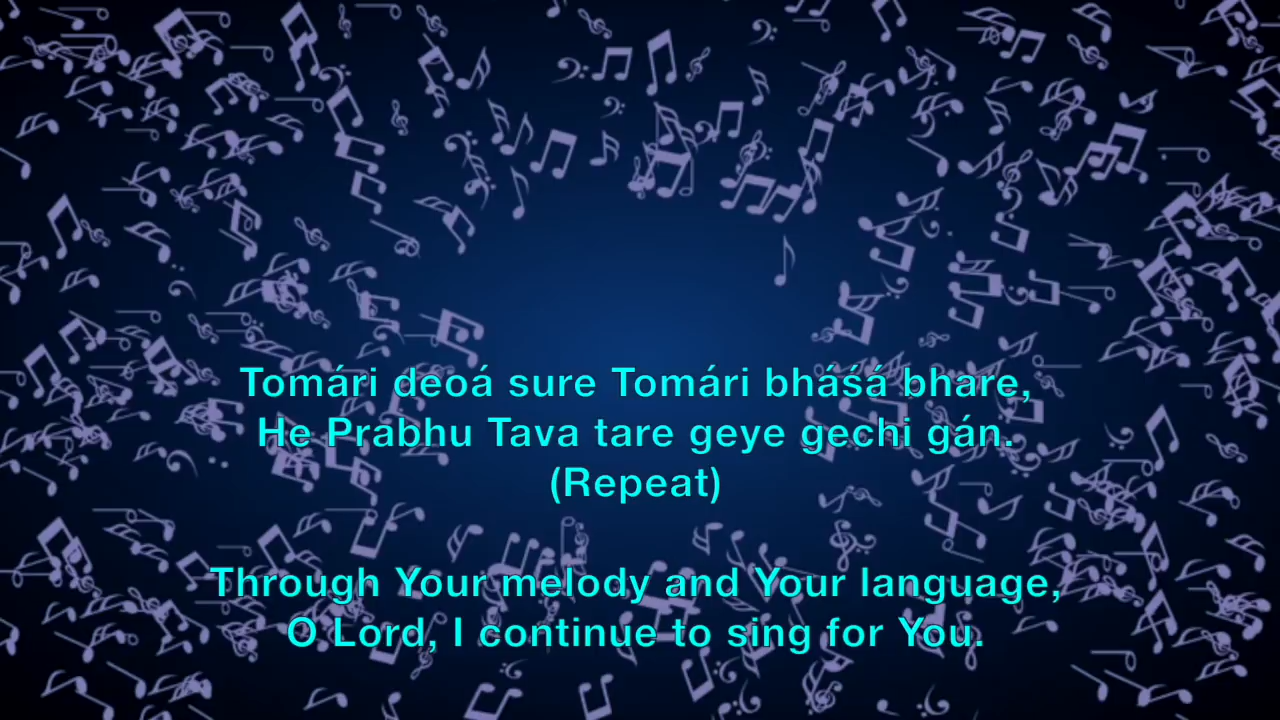 Tomári deoá sure Tomári bháśá bhare,
He Prabhu Tava tare geye gechi gán.
(Repeat)
Through Your melody and Your language,
O Lord, I continue to sing for You.